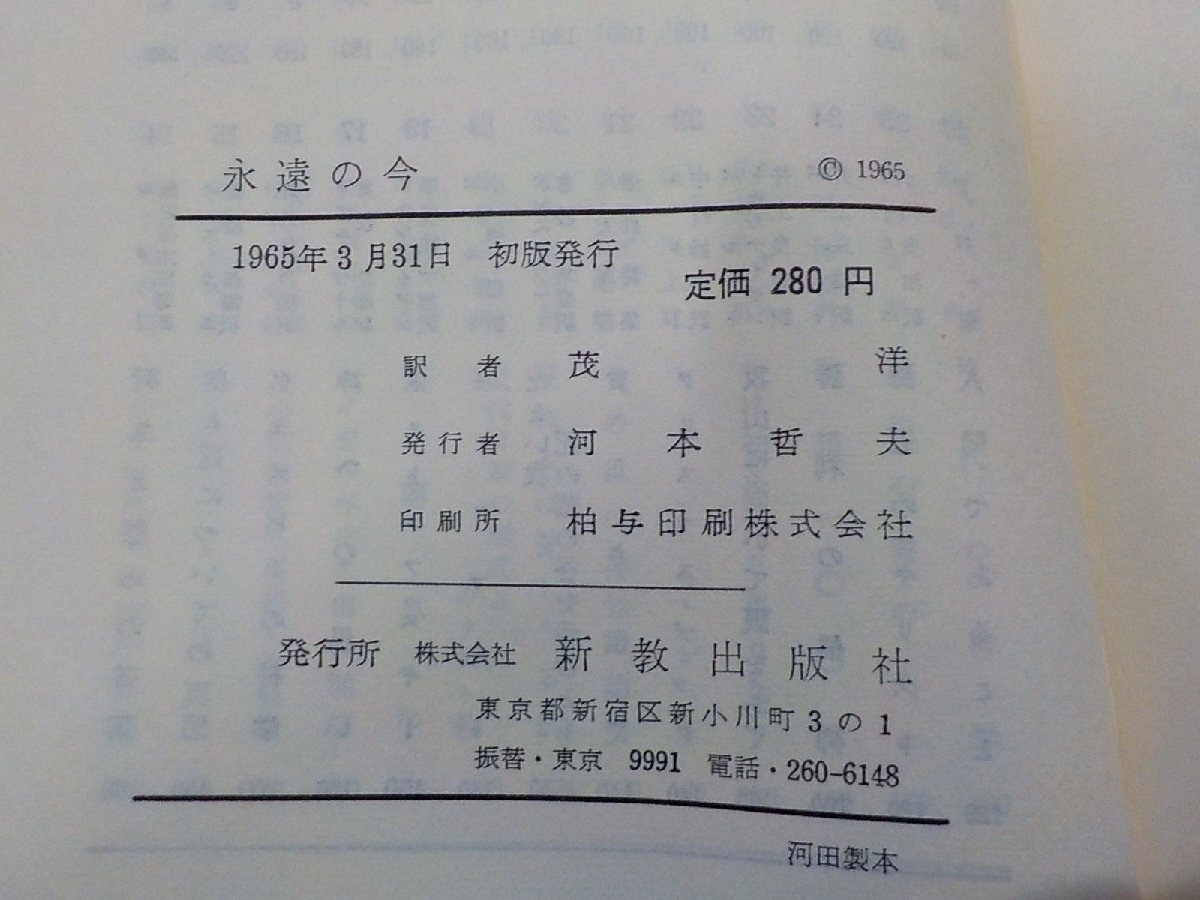 永遠の今 © 1965
1965年3月31日 初版発行 定価 280 円
訳者 茂洋
発行者 河本哲夫
印刷所 柏与印刷株式会社
発行所 株式会社 新教出版社
東京都新宿区新小川町3の1
振替・東京 9991 電話・260-6148
河田製本